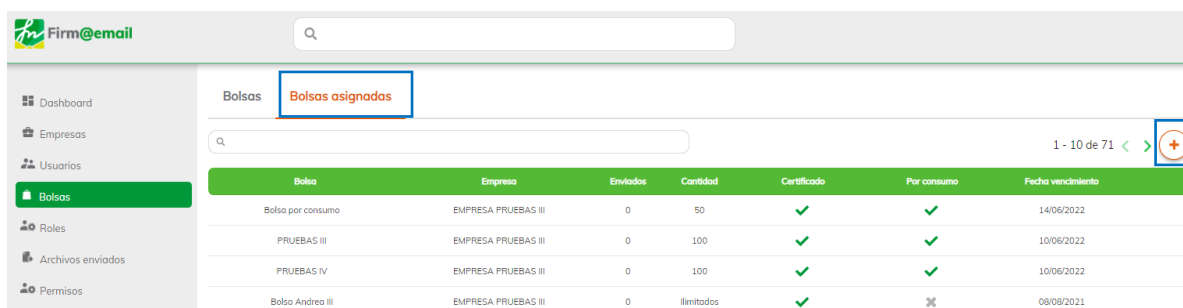 Firm@email
Dashboard
Empresas
Usuarios
Bolsas
Roles
Archivos enviados
Permisos
Bolsas Bolsas asignadas
1 - 10 de 71
Bolsa Empresa Enviados Cantidad Certificado Por consumo Fecha vencimiento
Bolsa por consumo EMPRESA PRUEBAS III 0 50 14/06/2022
PRUEBAS III EMPRESA PRUEBAS III 0 100 10/06/2022
PRUEBAS IV EMPRESA PRUEBAS III 0 100 10/06/2022
Bolsa Andrea III EMPRESA PRUEBAS III 0 Ilimitados 08/08/2021